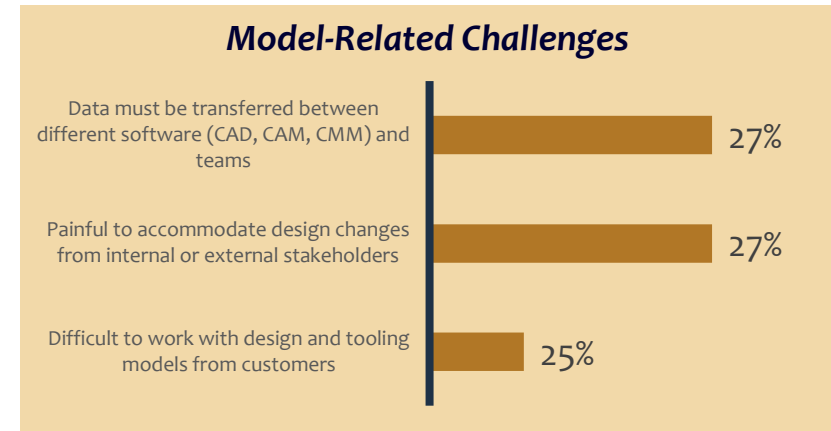 Model-Related Challenges
Data must be transferred between
different software (CAD, CAM, CMM) and
teams
27%
Painful to accommodate design changes
from internal or external stakeholders
27%
Difficult to work with design and tooling
models from customers
25%